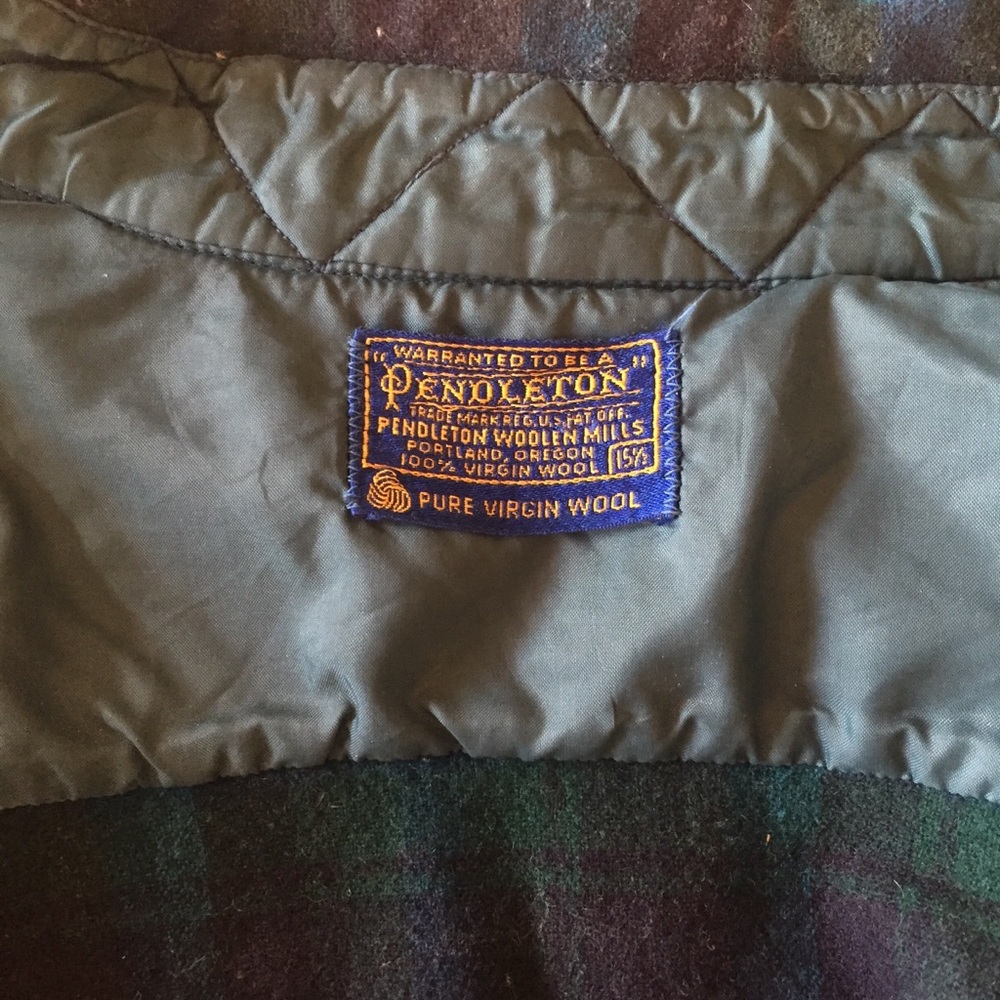 WARRANTED TO BE A
"PENDLETON"
TRADE MARK REG. U.S. PAT. OFF.
PENDLETON WOOLEN MILLS
PORTLAND, OREGON
100% VIRGIN WOOL 15½
PURE VIRGIN WOOL